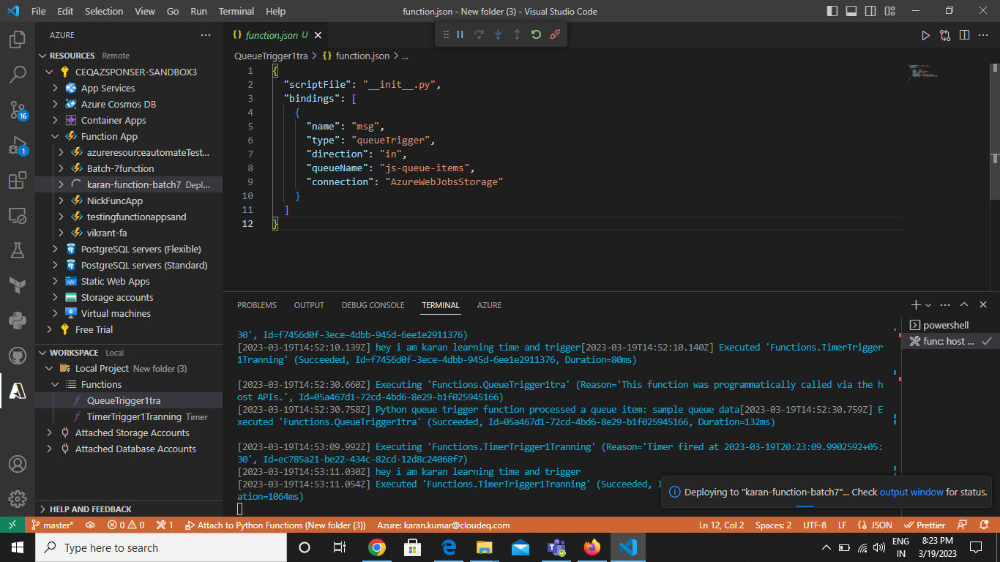 File Edit Selection View Go Run Terminal Help
function.json - New folder (3) - Visual Studio Code
AZURE
RESOURCES Remote
CEQAZSPONSER-SANDBOX3
App Services
Azure Cosmos DB
Container Apps
Function App
azureresourceautomateTest...
Batch-7function
karan-function-batch7 Depl...
NickFuncApp
testingfunctionappsand
vikrant-fa
PostgreSQL servers (Flexible)
PostgreSQL servers (Standard)
Static Web Apps
Storage accounts
Virtual machines
Free Trial
WORKSPACE Local
Local Project New folder (3)
Functions
QueueTrigger1tra
TimerTrigger1Tranning Timer
Attached Storage Accounts
Attached Database Accounts
HELP AND FEEDBACK
16
1
{} function.json U
QueueTrigger1tra > {} function.json > ...
1 {
2 "scriptFile": "__init__.py",
3 "bindings": [
4 {
5 "name": "msg",
6 "type": "queueTrigger",
7 "direction": "in",
8 "queueName": "js-queue-items",
9 "connection": "AzureWebJobsStorage"
10 }
11 ]
12 }
PROBLEMS OUTPUT DEBUG CONSOLE TERMINAL AZURE
30', Id=f7456d0f-3ece-4dbb-945d-6ee1e2911376)
[2023-03-19T14:52:10.139Z] hey i am karan learning time and trigger[2023-03-19T14:52:10.140Z] Executed 'Functions.TimerTrigger
1Tranning' (Succeeded, Id=f7456d0f-3ece-4dbb-945d-6ee1e2911376, Duration=80ms)
[2023-03-19T14:52:30.660Z] Executing 'Functions.QueueTrigger1tra' (Reason='This function was programmatically called via the h
ost APIs.', Id=05a467d1-72cd-4bd6-8e29-b1f025945166)
[2023-03-19T14:52:30.758Z] Python queue trigger function processed a queue item: sample queue data[2023-03-19T14:52:30.759Z] E
xecuted 'Functions.QueueTrigger1tra' (Succeeded, Id=05a467d1-72cd-4bd6-8e29-b1f025945166, Duration=132ms)
[2023-03-19T14:53:09.992Z] Executing 'Functions.TimerTrigger1Tranning' (Reason='Timer fired at 2023-03-19T20:23:09.9902592+05:
30', Id=ec785a21-be22-434c-82cd-12d8c24068f7)
[2023-03-19T14:53:11.030Z] hey i am karan learning time and trigger
[2023-03-19T14:53:11.054Z] Executed 'Functions.TimerTrigger1Tranning' (Succeeded, I
ation=1064ms)
powershell
func: host ...
Deploying to "karan-function-batch7"... Check output window for status.
master* 0 0 1 Attach to Python Functions (New folder (3)) Azure: karan.kumar@cloudeq.com
Ln 12, Col 2 Spaces: 2 UTF-8 LF {} JSON Prettier
Type here to search
ENG
IN
8:23 PM
3/19/2023